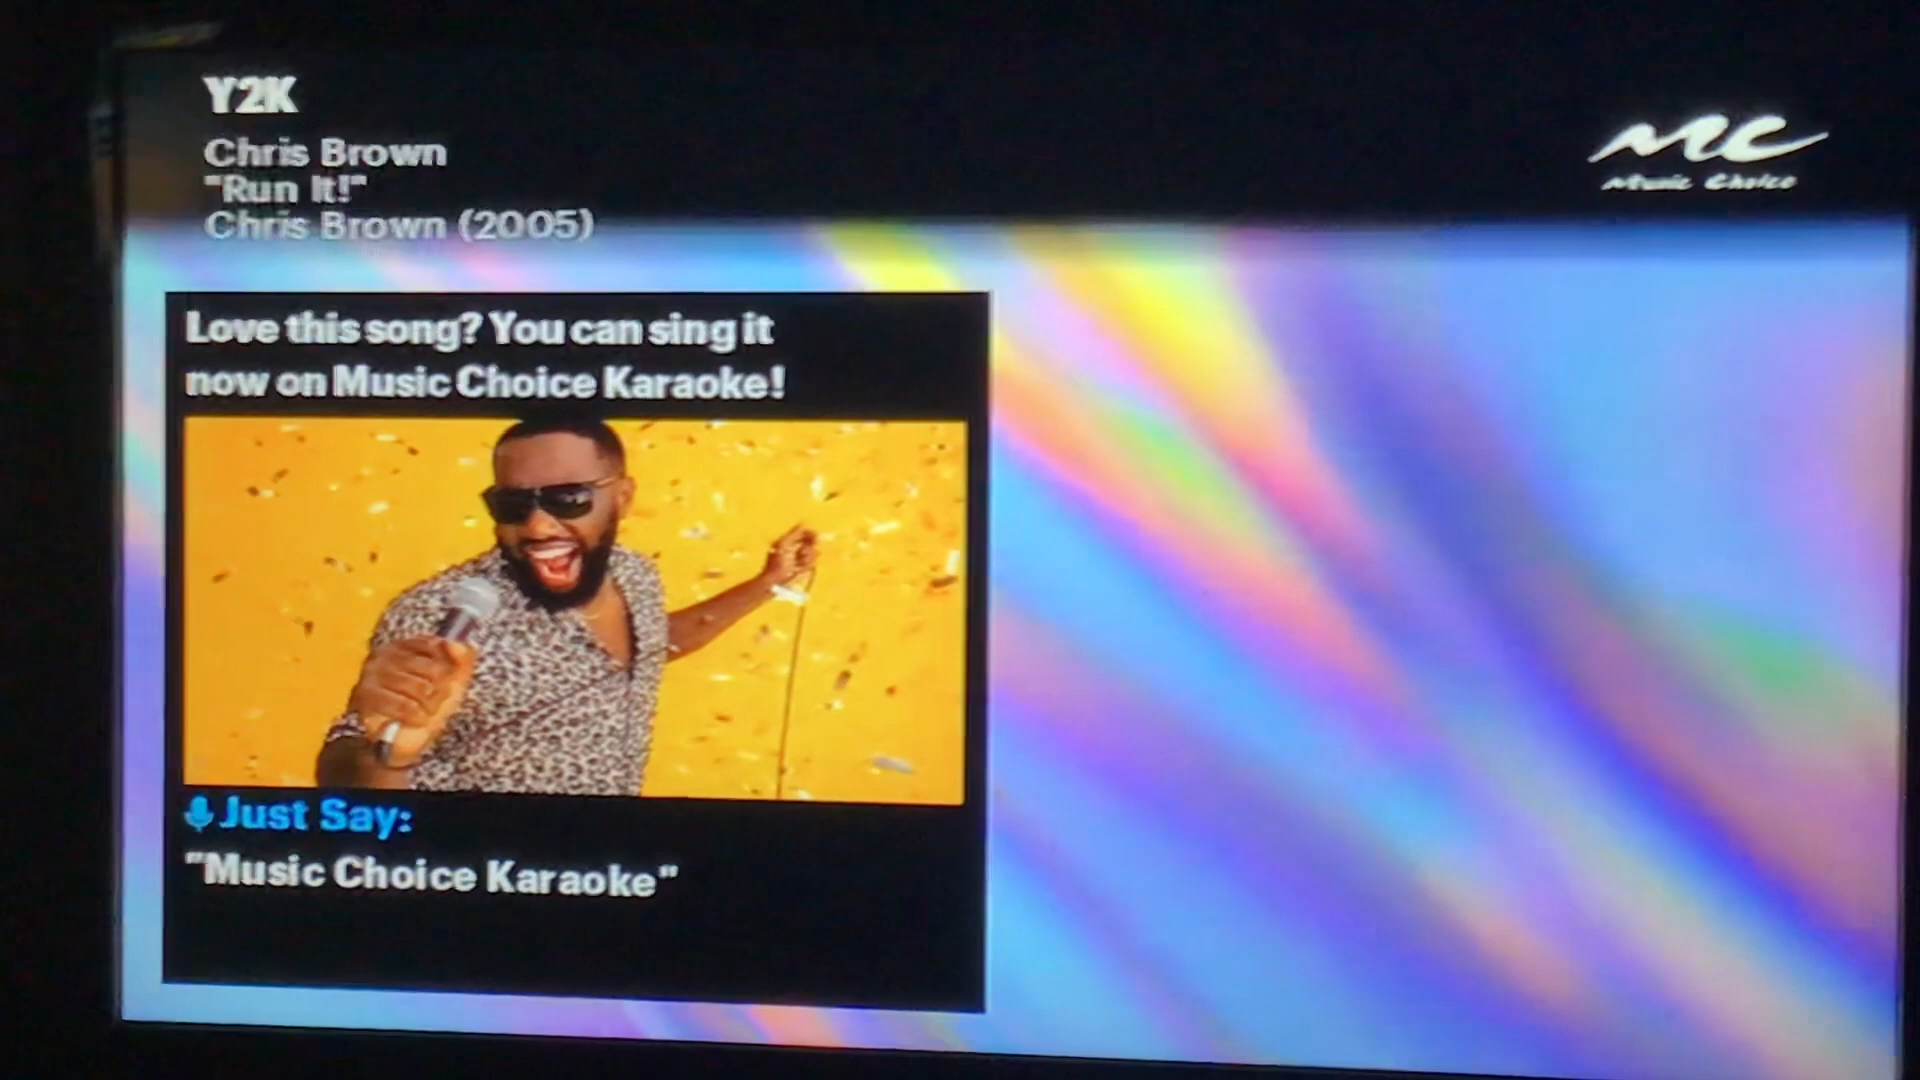 Y2K
Chris Brown
"Run It!"
Chris Brown (2005)
MC
Music Choice
Love this song? You can sing it
now on Music Choice Karaoke!
Just Say:
"Music Choice Karaoke"